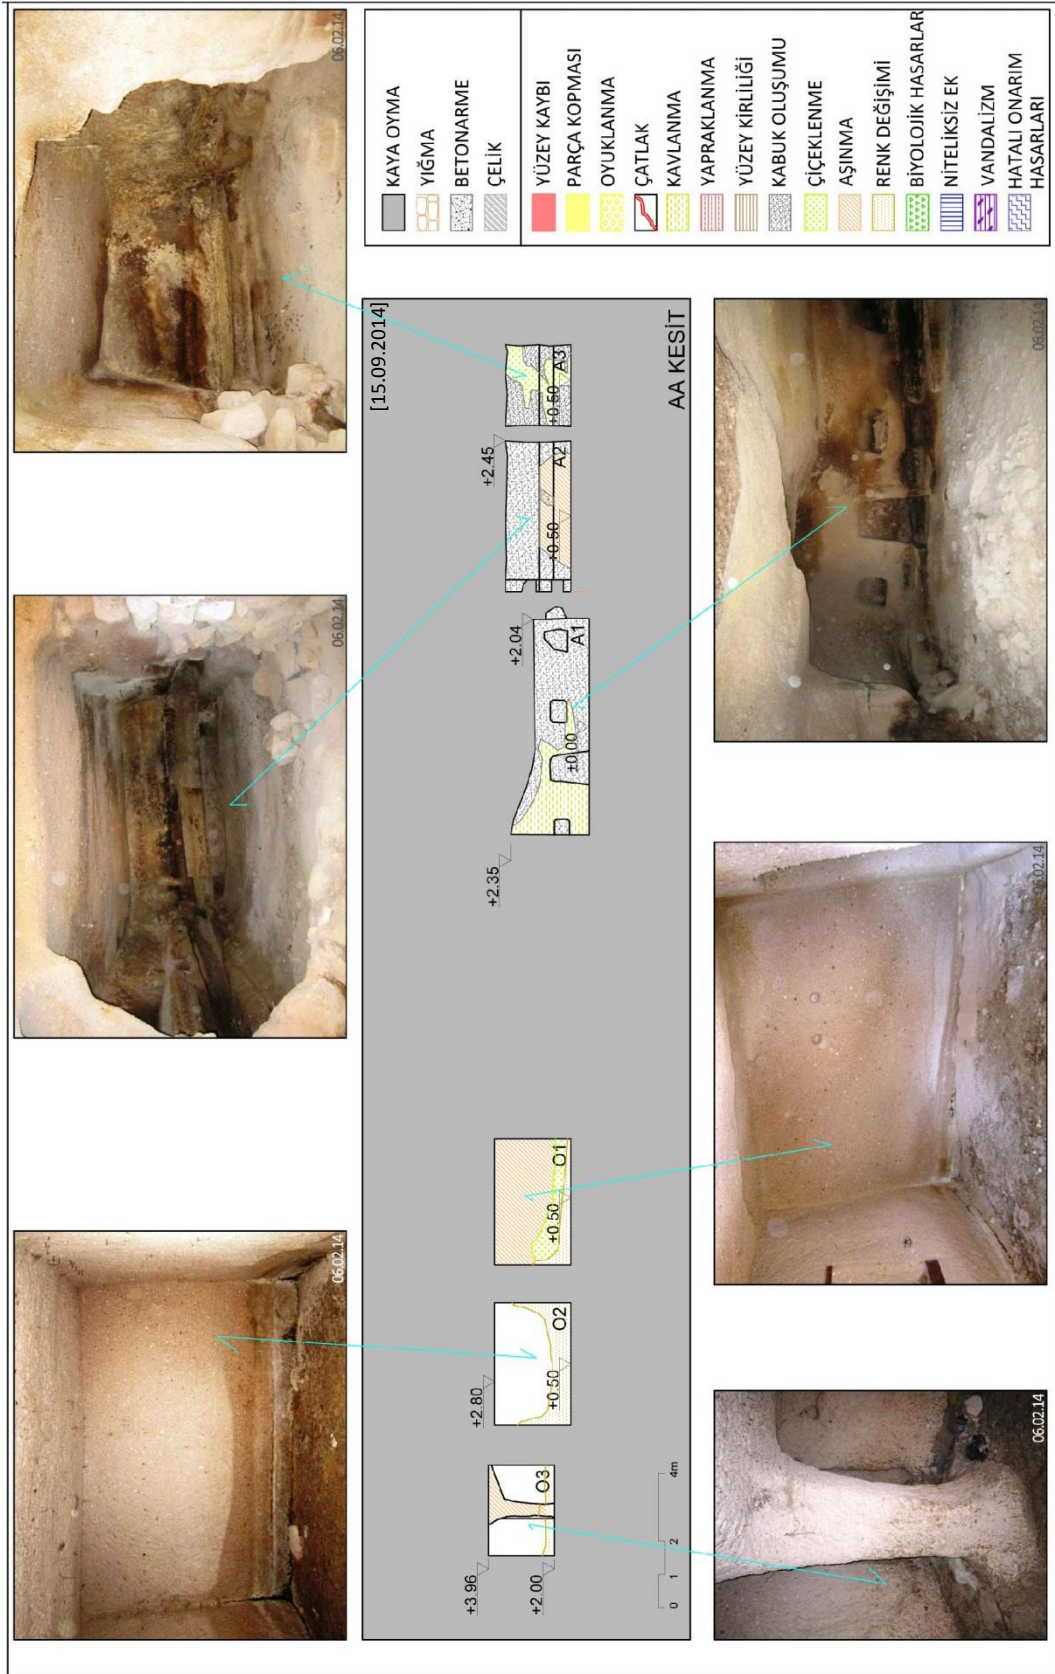 06.02.14
06.02.14
06.02.14
KAYA OYMA
YIĞMA
BETONARME
ÇELİK
YÜZEY KAYBI
PARÇA KOPMASI
OYUKLANMA
ÇATLAK
KAVLANMA
YAPRAKLANMA
YÜZEY KİRLİLİĞİ
KABUK OLUŞUMU
ÇİÇEKLENME
AŞINMA
RENK DEĞİŞİMİ
BİYOLOJİK HASARLAR
NİTELİKSİZ EK
VANDALİZM
HATALI ONARIM
HASARLARI
[15.09.2014]
+3.96
+2.00
O3
+2.80
+0.50
O2
+0.50
O1
+2.35
±0.00
+2.04
A1
+0.50
+2.45
A2
+0.50
A3
0 1 2 4m
AA KESİT
06.02.14
06.02.14
06.02.14